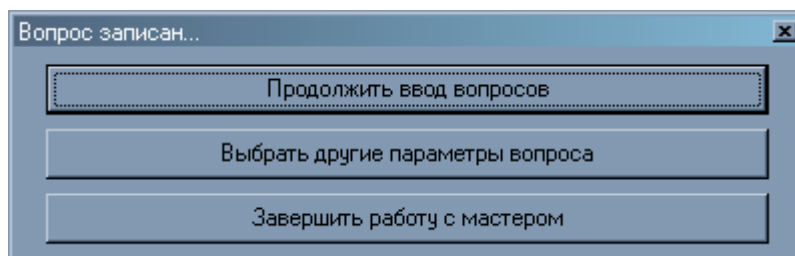 Вопрос записан...
Продолжить ввод вопросов
Выбрать другие параметры вопроса
Завершить работу с мастером